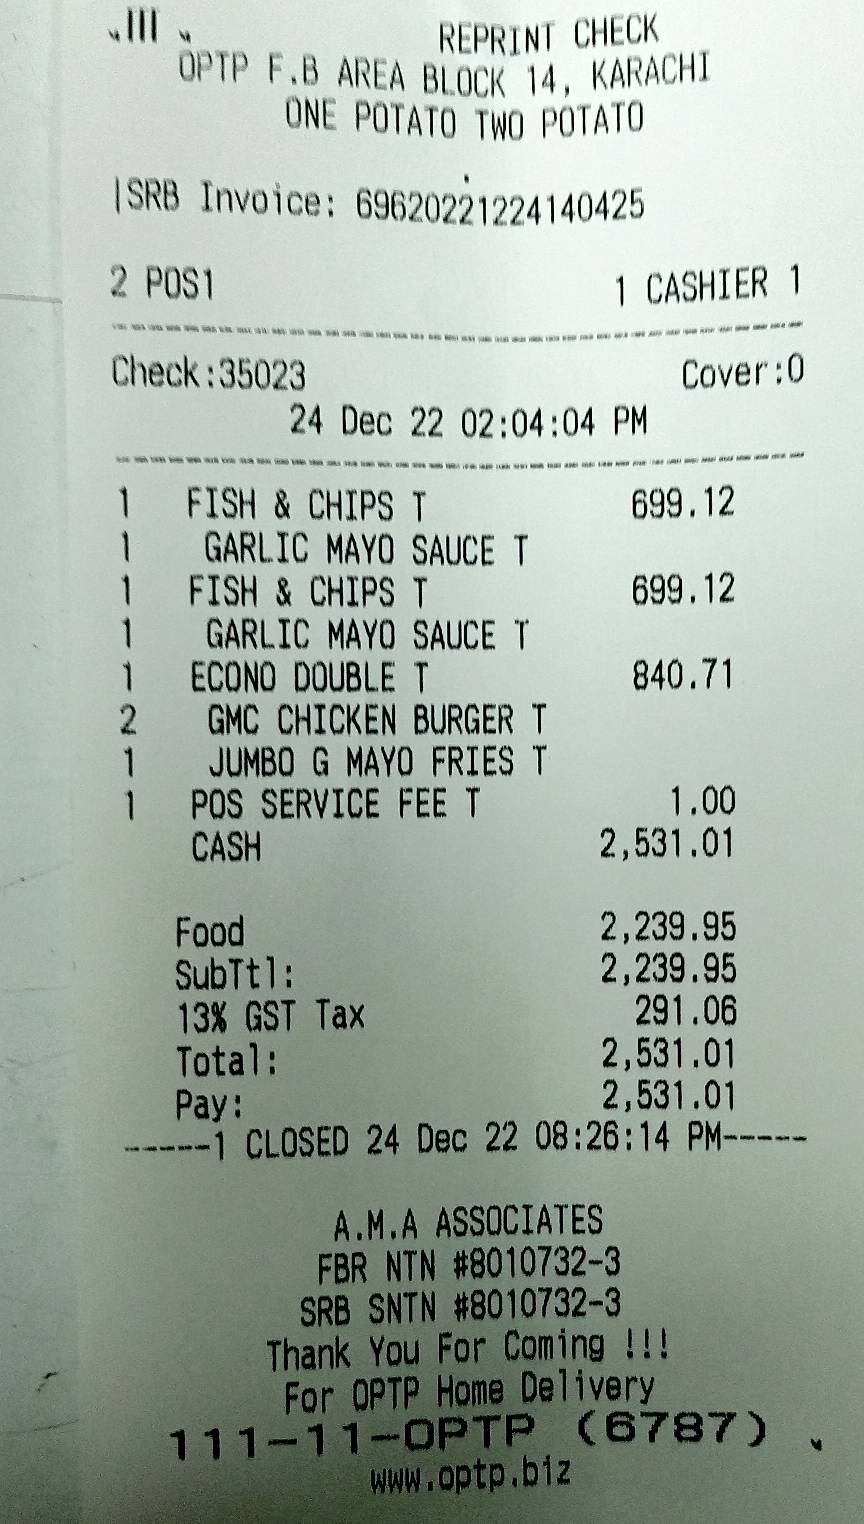 REPRINT CHECK
OPTP F.B AREA BLOCK 14, KARACHI
ONE POTATO TWO POTATO
|SRB Invoice: 69620221224140425
2 POS1 1 CASHIER 1
Check:35023 Cover:0
24 Dec 22 02:04:04 PM
1 FISH & CHIPS T 699.12
1 GARLIC MAYO SAUCE T
1 FISH & CHIPS T 699.12
1 GARLIC MAYO SAUCE T
1 ECONO DOUBLE T 840.71
2 GMC CHICKEN BURGER T
1 JUMBO G MAYO FRIES T
1 POS SERVICE FEE T 1.00
CASH 2,531.01
Food 2,239.95
SubTtl: 2,239.95
13% GST Tax 291.06
Total: 2,531.01
Pay: 2,531.01
-----1 CLOSED 24 Dec 22 08:26:14 PM-----
A.M.A ASSOCIATES
FBR NTN #8010732-3
SRB SNTN #8010732-3
Thank You For Coming !!!
For OPTP Home Delivery
111-11-OPTP (6787)
www.optp.biz